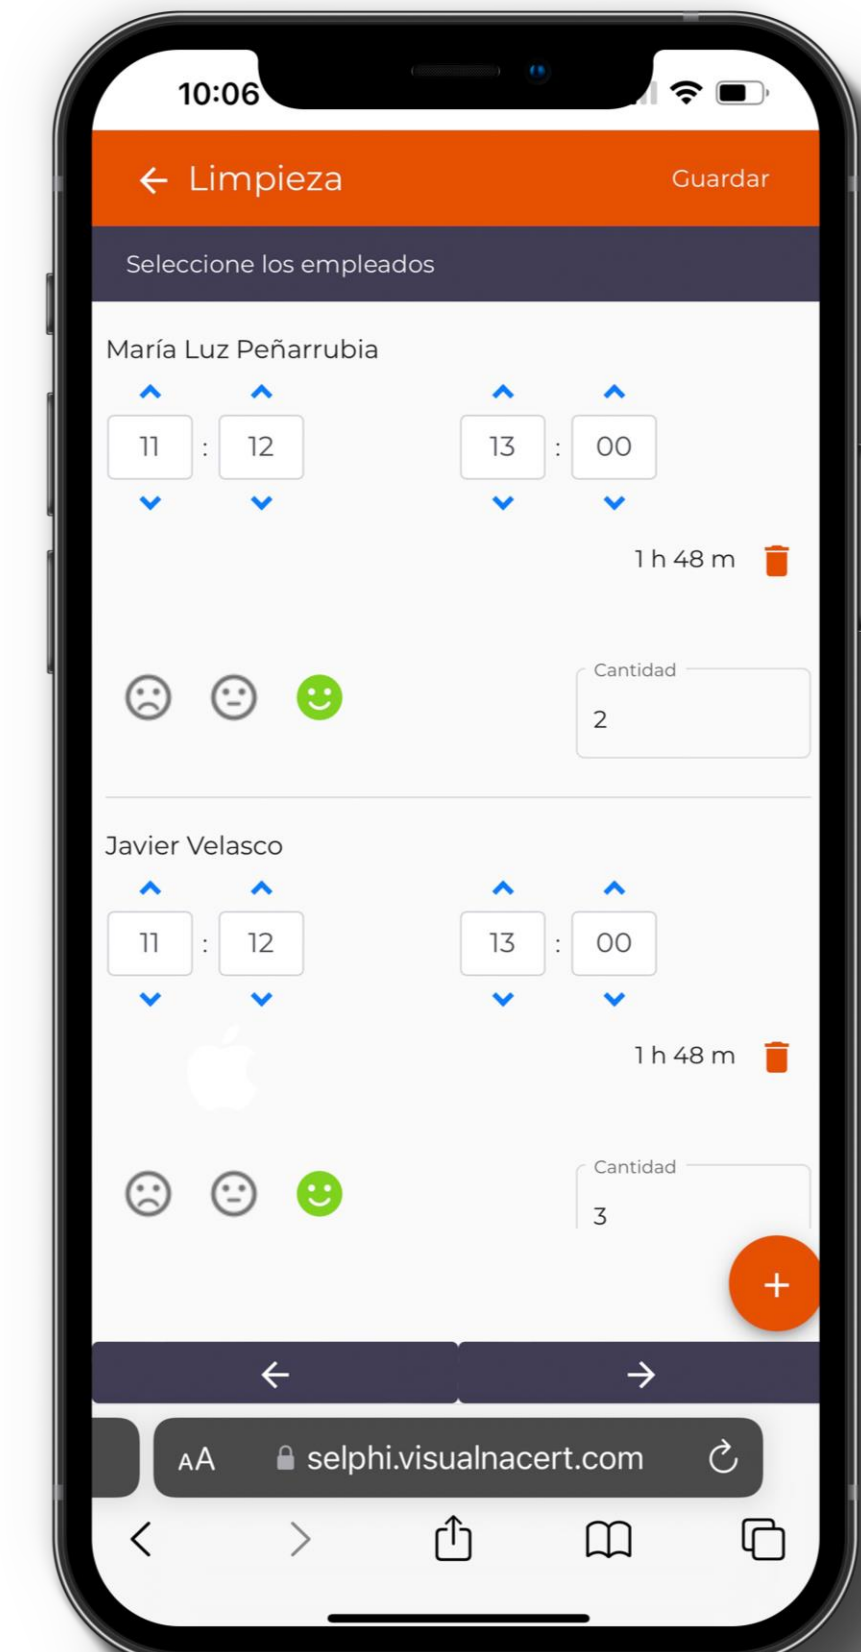 10:06
Limpieza Guardar
Seleccione los empleados
María Luz Peñarrubia
11 : 12 13 : 00
1 h 48 m
Cantidad
2
Javier Velasco
11 : 12 13 : 00
1 h 48 m
Cantidad
3
+
AA selphi.visualnacert.com